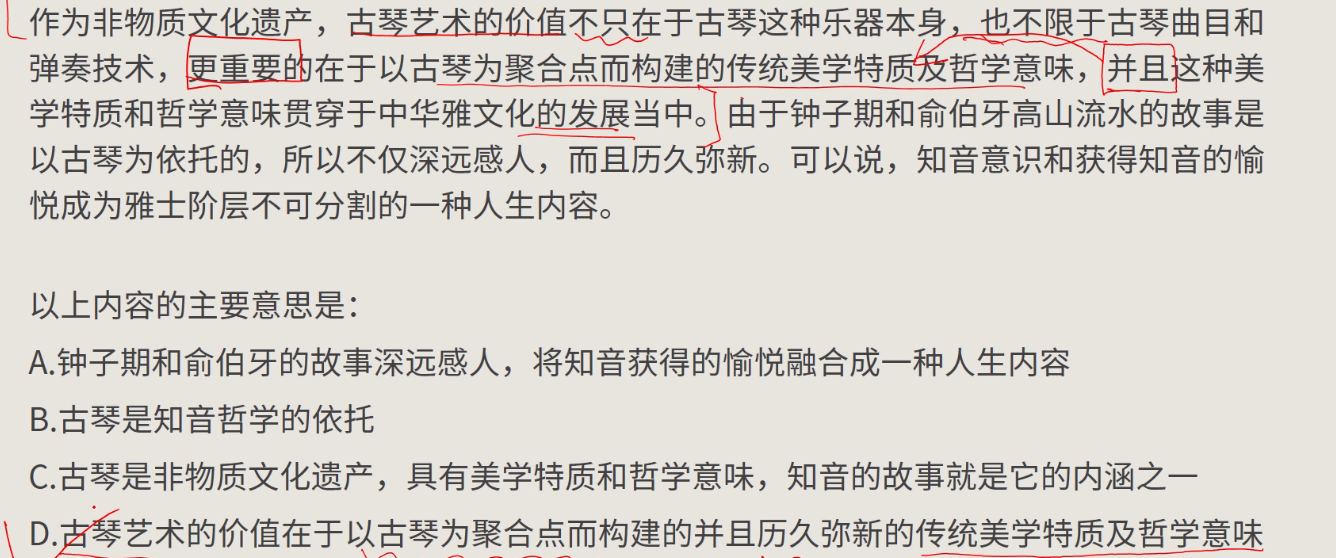 作为非物质文化遗产，古琴艺术的价值不只在于古琴这种乐器本身，也不限于古琴曲目和
弹奏技术，更重要的在于以古琴为聚合点而构建的传统美学特质及哲学意味，并且这种美
学特质和哲学意味贯穿于中华雅文化的发展当中。由于钟子期和俞伯牙高山流水的故事是
以古琴为依托的，所以不仅深远感人，而且历久弥新。可以说，知音意识和获得知音的愉
悦成为雅士阶层不可分割的一种人生内容。
以上内容的主要意思是：
A.钟子期和俞伯牙的故事深远感人，将知音获得的愉悦融合成一种人生内容
B.古琴是知音哲学的依托
C.古琴是非物质文化遗产，具有美学特质和哲学意味，知音的故事就是它的内涵之一
D.古琴艺术的价值在于以古琴为聚合点而构建的并且历久弥新的传统美学特质及哲学意味